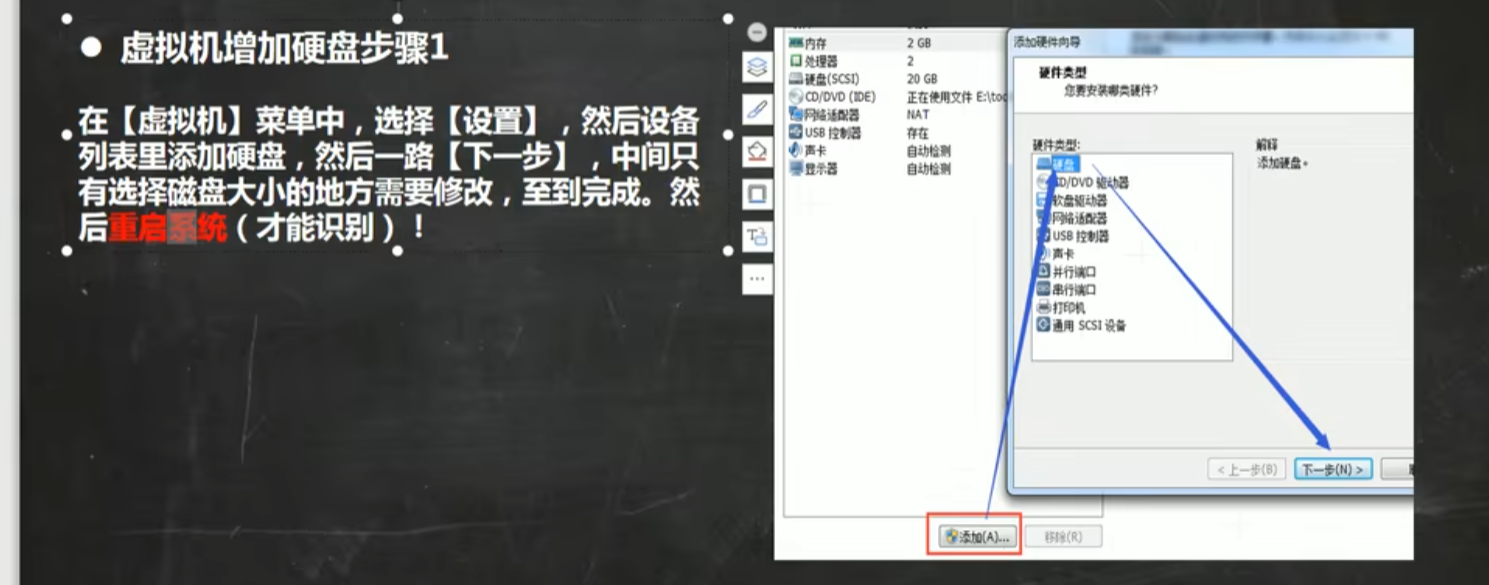 ● 虚拟机增加硬盘步骤1
在【虚拟机】菜单中，选择【设置】，然后设备
列表里添加硬盘，然后一路【下一步】，中间只
有选择磁盘大小的地方需要修改，至到完成。然
后重启系统（才能识别）！
内存 2 GB
处理器 2
硬盘(SCSI) 20 GB
CD/DVD (IDE) 正在使用文件 E:\too
网络适配器 NAT
USB 控制器 存在
声卡 自动检测
显示器 自动检测
添加(A)...
移除(R)
添加硬件向导
硬件类型
您要安装哪类硬件?
硬件类型:
硬盘
CD/DVD 驱动器
软盘驱动器
网络适配器
USB 控制器
声卡
并行端口
串行端口
打印机
通用 SCSI 设备
解释
添加硬盘。
< 上一步(B)
下一步(N) >